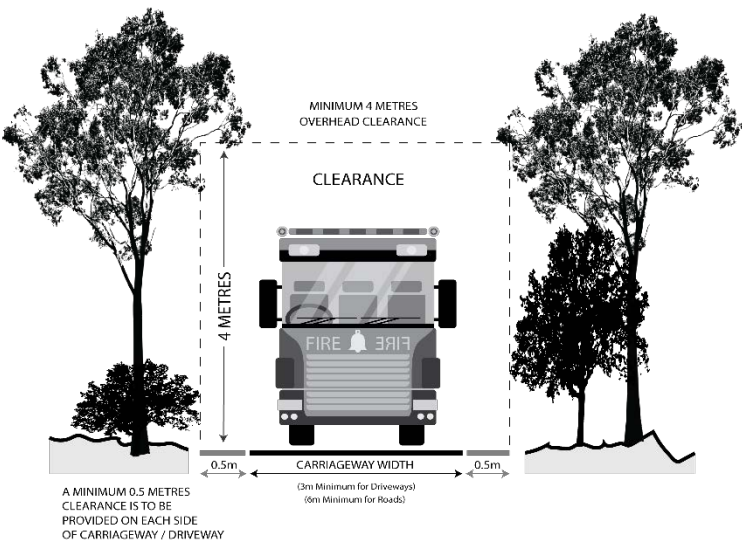 MINIMUM 4 METRES
OVERHEAD CLEARANCE
CLEARANCE
4 METRES
FIRE FIRE
0.5m
CARRIAGEWAY WIDTH
0.5m
(3m Minimum for Driveways)
(6m Minimum for Roads)
A MINIMUM 0.5 METRES
CLEARANCE IS TO BE
PROVIDED ON EACH SIDE
OF CARRIAGEWAY / DRIVEWAY